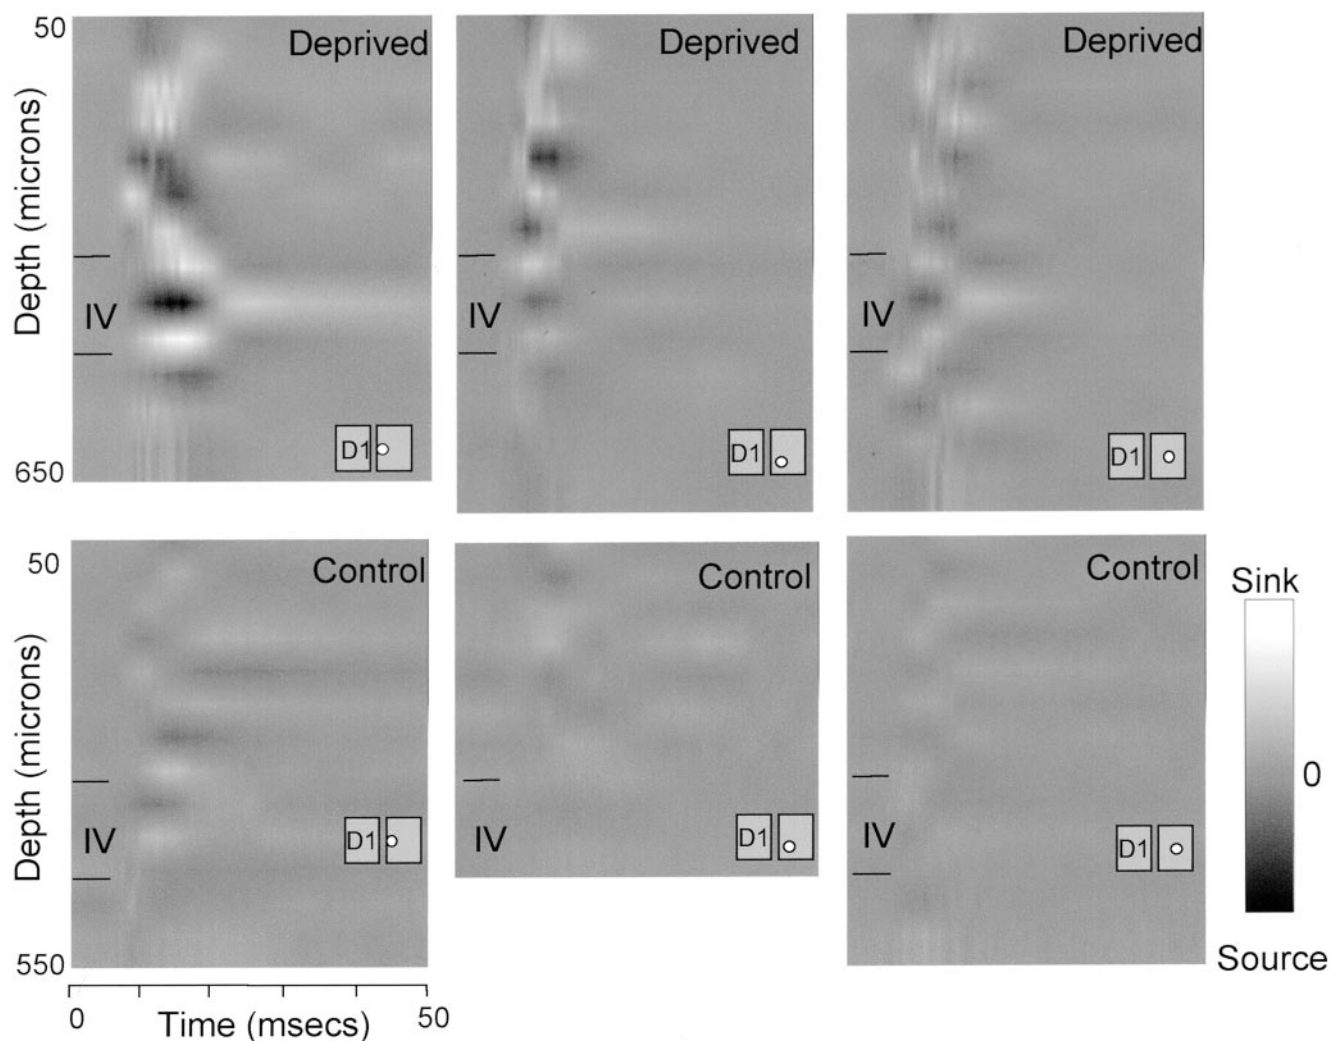 50
Deprived
Deprived
Deprived
Depth (microns)
IV
IV
IV
D1
D1
D1
650
50
Control
Control
Control
Sink
Depth (microns)
0
IV
IV
IV
D1
D1
D1
550
Source
0
Time (msecs)
50